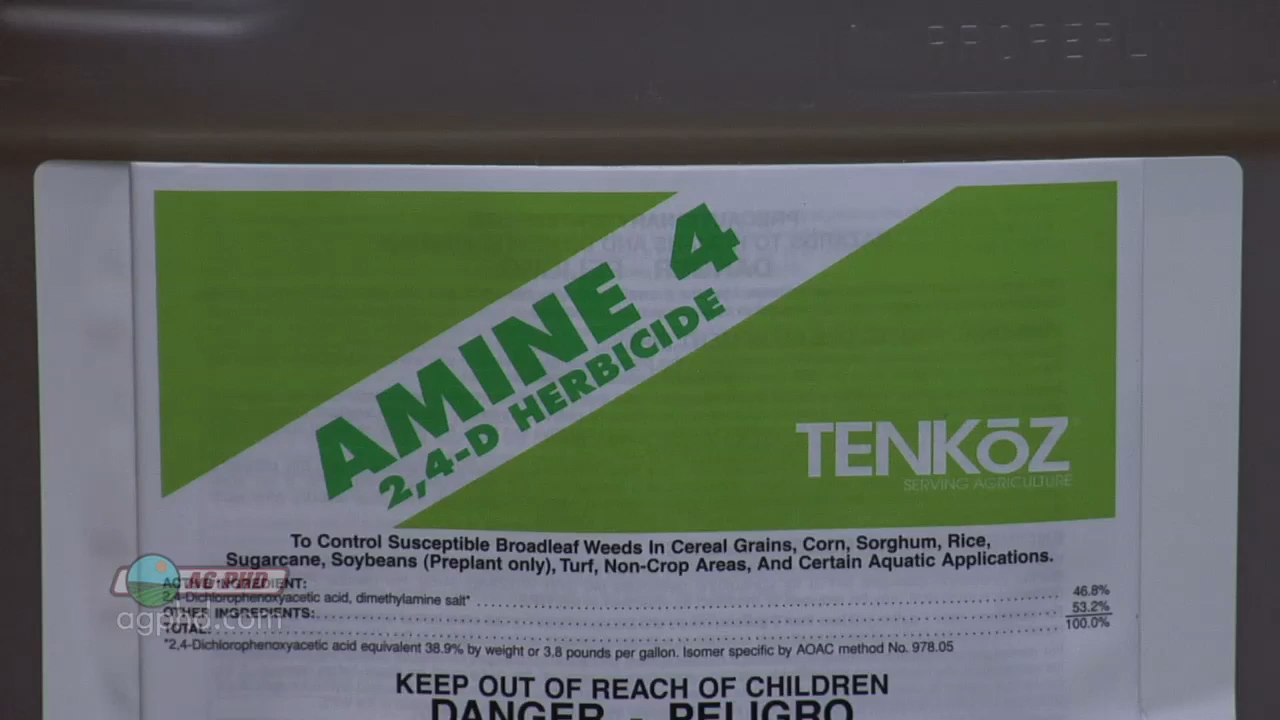 AMINE 4
2,4-D HERBICIDE
TENKōZ
SERVING AGRICULTURE
To Control Susceptible Broadleaf Weeds In Cereal Grains, Corn, Sorghum, Rice,
Sugarcane, Soybeans (Preplant only), Turf, Non-Crop Areas, And Certain Aquatic Applications.
ACTIVE INGREDIENT:
2,4-Dichlorophenoxyacetic acid, dimethylamine salt* 46.8%
OTHER INGREDIENTS: 53.2%
TOTAL: 100.0%
*2,4-Dichlorophenoxyacetic acid equivalent 38.9% by weight or 3.8 pounds per gallon. Isomer specific by AOAC method No. 978.05
KEEP OUT OF REACH OF CHILDREN
DANGER - PELIGRO
AG PHD
agphd.com